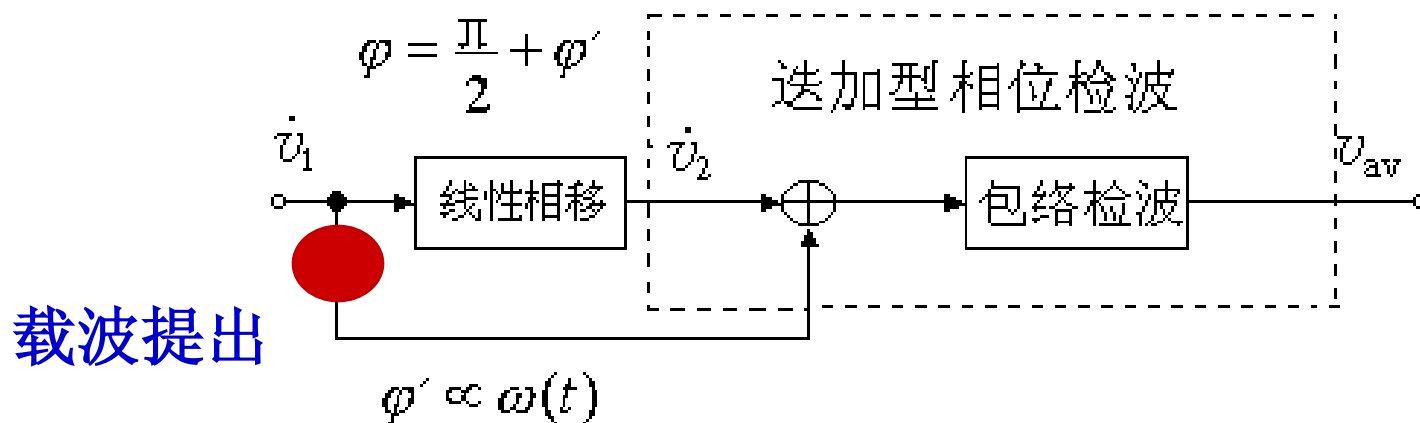 φ = π/2 + φ′
迭加型相位检波
v̇₁
线性相移
v̇₂
包络检波
v_av
载波提出
φ′ ∝ ω(t)